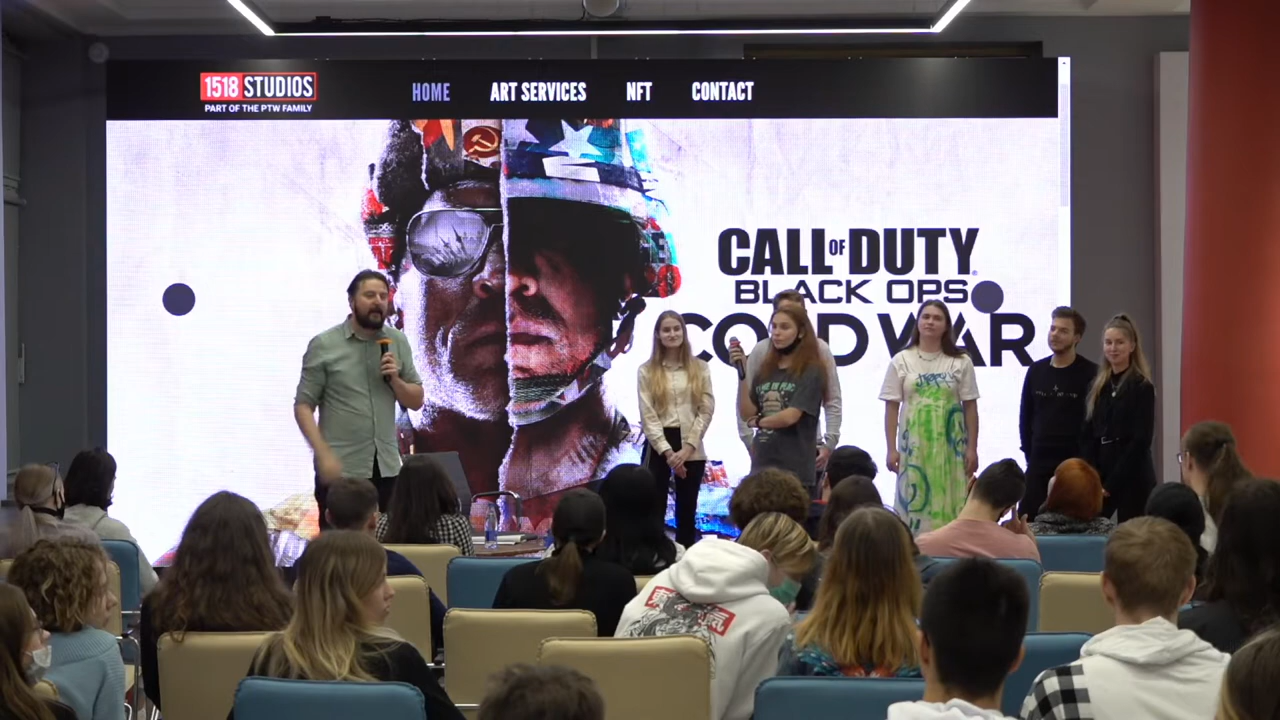 1518 STUDIOS
PART OF THE PTW FAMILY
HOME ART SERVICES NFT CONTACT
CALL OF DUTY
BLACK OPS
COLD WAR